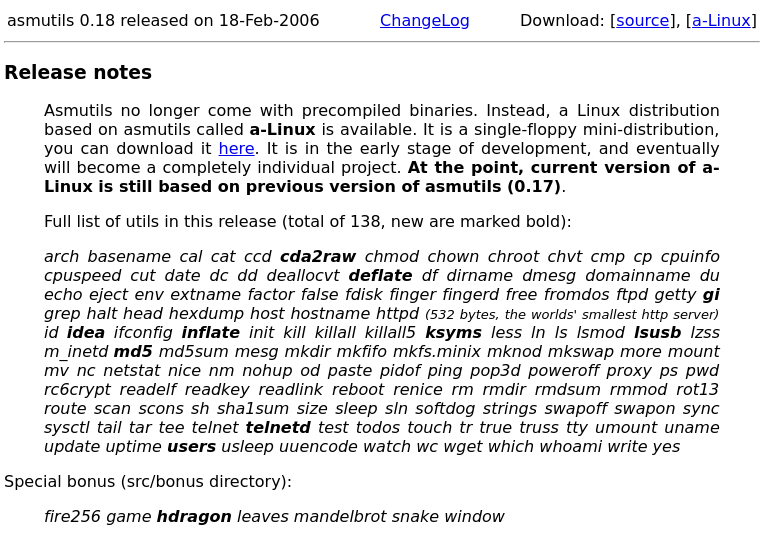 asmutils 0.18 released on 18-Feb-2006 ChangeLog Download: [source], [a-Linux]
Release notes
Asmutils no longer come with precompiled binaries. Instead, a Linux distribution
based on asmutils called a-Linux is available. It is a single-floppy mini-distribution,
you can download it here. It is in the early stage of development, and eventually
will become a completely individual project. At the point, current version of a-
Linux is still based on previous version of asmutils (0.17).
Full list of utils in this release (total of 138, new are marked bold):
arch basename cal cat ccd cda2raw chmod chown chroot chvt cmp cp cpuinfo
cpuspeed cut date dc dd deallocvt deflate df dirname dmesg domainname du
echo eject env extname factor false fdisk finger fingerd free fromdos ftpd getty gi
grep halt head hexdump host hostname httpd (532 bytes, the worlds' smallest http server)
id idea ifconfig inflate init kill killall killall5 ksyms less ln ls lsmod lsusb lzss
m_inetd md5 md5sum mesg mkdir mkfifo mkfs.minix mknod mkswap more mount
mv nc netstat nice nm nohup od paste pidof ping pop3d poweroff proxy ps pwd
rc6crypt readelf readkey readlink reboot renice rm rmdir rmdsum rmmod rot13
route scan scons sh sha1sum size sleep sln softdog strings swapoff swapon sync
sysctl tail tar tee telnet telnetd test todos touch tr true truss tty umount uname
update uptime users usleep uuencode watch wc wget which whoami write yes
Special bonus (src/bonus directory):
fire256 game hdragon leaves mandelbrot snake window